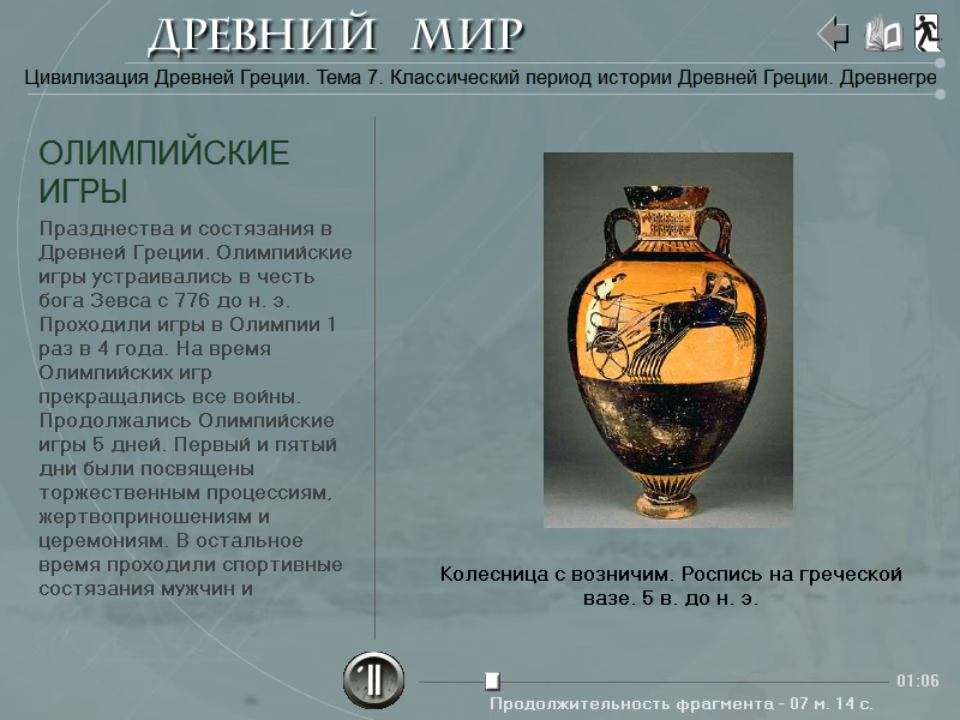 ДРЕВНИЙ МИР
Цивилизация Древней Греции. Тема 7. Классический период истории Древней Греции. Древнегре
ОЛИМПИЙСКИЕ
ИГРЫ
Празднества и состязания в
Древней Греции. Олимпийские
игры устраивались в честь
бога Зевса с 776 до н. э.
Проходили игры в Олимпии 1
раз в 4 года. На время
Олимпийских игр
прекращались все войны.
Продолжались Олимпийские
игры 5 дней. Первый и пятый
дни были посвящены
торжественным процессиям,
жертвоприношениям и
церемониям. В остальное
время проходили спортивные
состязания мужчин и
Колесница с возничим. Роспись на греческой
вазе. 5 в. до н. э.
01:06
Продолжительность фрагмента - 07 м. 14 с.